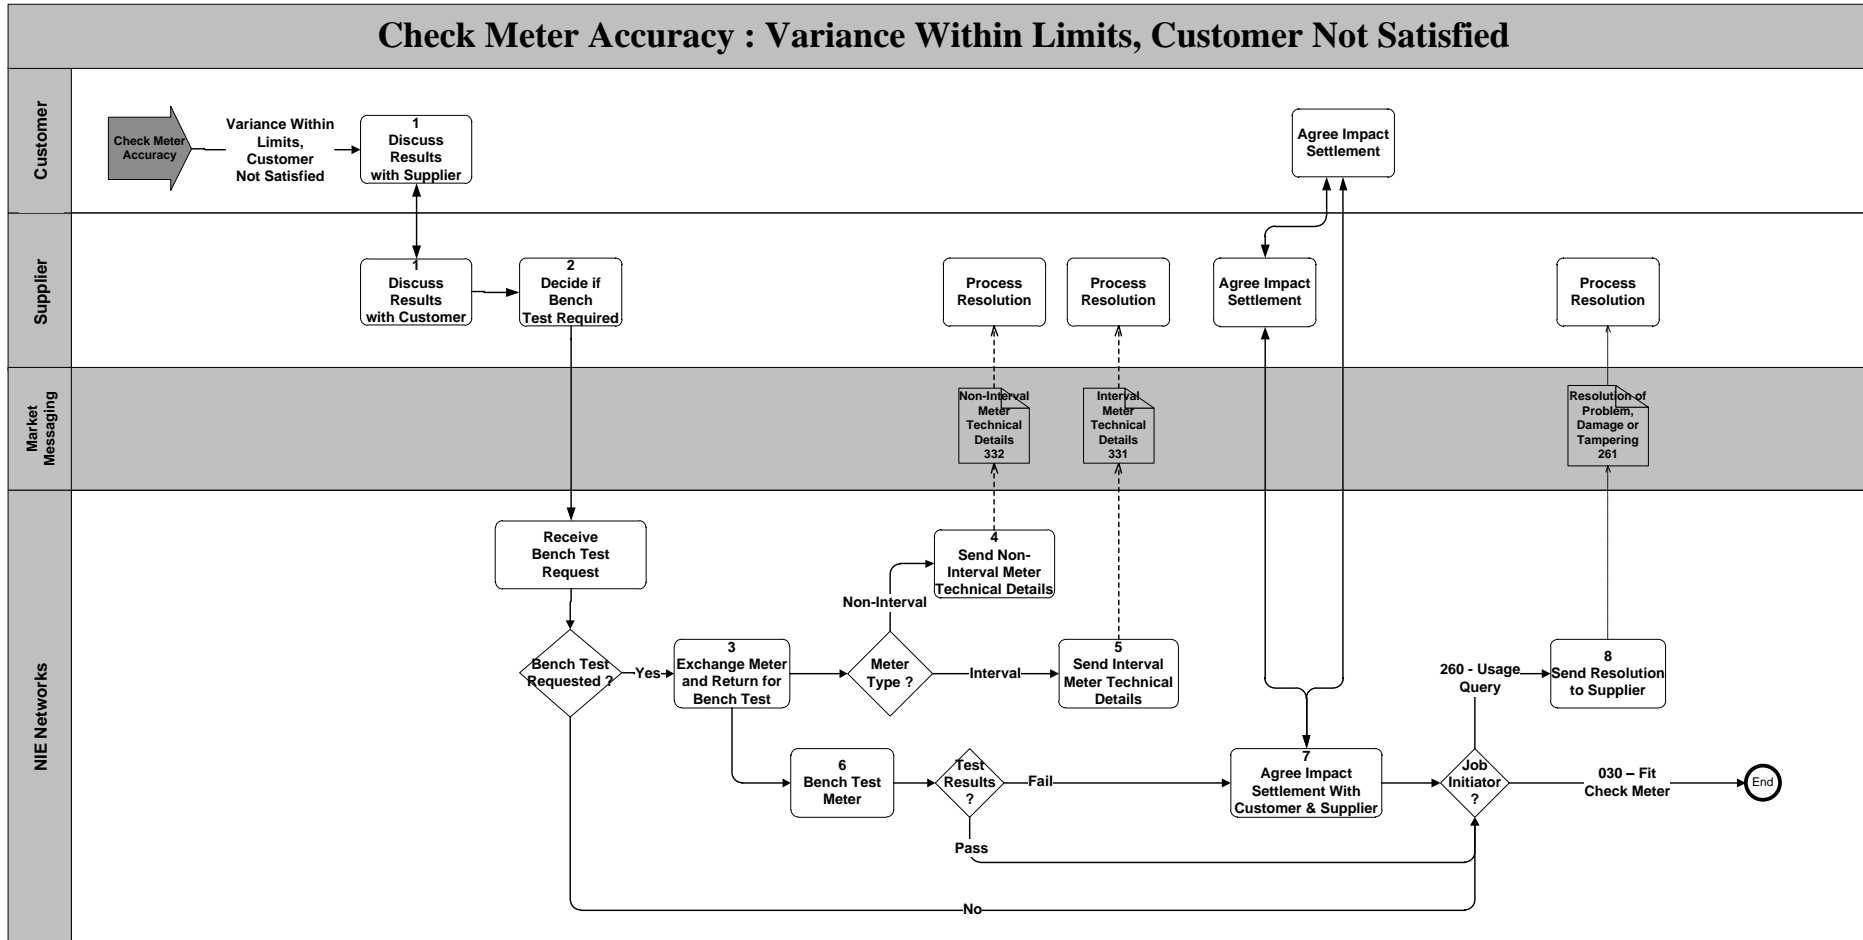 Check Meter Accuracy : Variance Within Limits, Customer Not Satisfied
Customer
Check Meter
Accuracy
Variance Within
Limits,
Customer
Not Satisfied
1
Discuss
Results
with Supplier
Agree Impact
Settlement
Supplier
1
Discuss
Results
with Customer
2
Decide if
Bench
Test Required
Process
Resolution
Process
Resolution
Agree Impact
Settlement
Process
Resolution
Market
Messaging
Non-Interval
Meter
Technical
Details
332
Interval
Meter
Technical
Details
331
Resolution of
Problem,
Damage or
Tampering
261
NIE Networks
Receive
Bench Test
Request
4
Send Non-
Interval Meter
Technical Details
Non-Interval
Bench Test
Requested ?
Yes
3
Exchange Meter
and Return for
Bench Test
Meter
Type ?
Interval
5
Send Interval
Meter Technical
Details
260 - Usage
Query
8
Send Resolution
to Supplier
6
Bench Test
Meter
Test
Results
?
Fail
7
Agree Impact
Settlement With
Customer & Supplier
Job
Initiator
?
030 – Fit
Check Meter
End
Pass
No